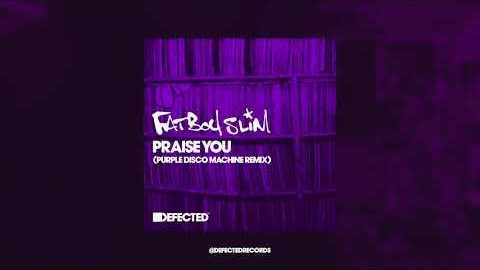 FATBOY SLIM
PRAISE YOU
(PURPLE DISCO MACHINE REMIX)
DEFECTED
@DEFECTEDRECORDS